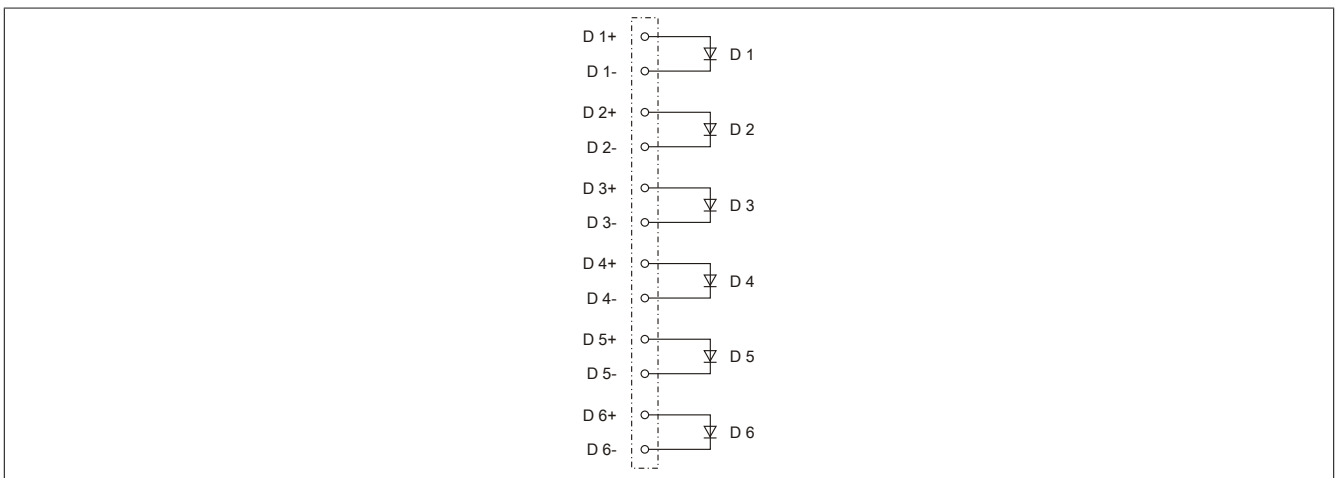 D 1+
D 1
D 1-
D 2+
D 2
D 2-
D 3+
D 3
D 3-
D 4+
D 4
D 4-
D 5+
D 5
D 5-
D 6+
D 6
D 6-